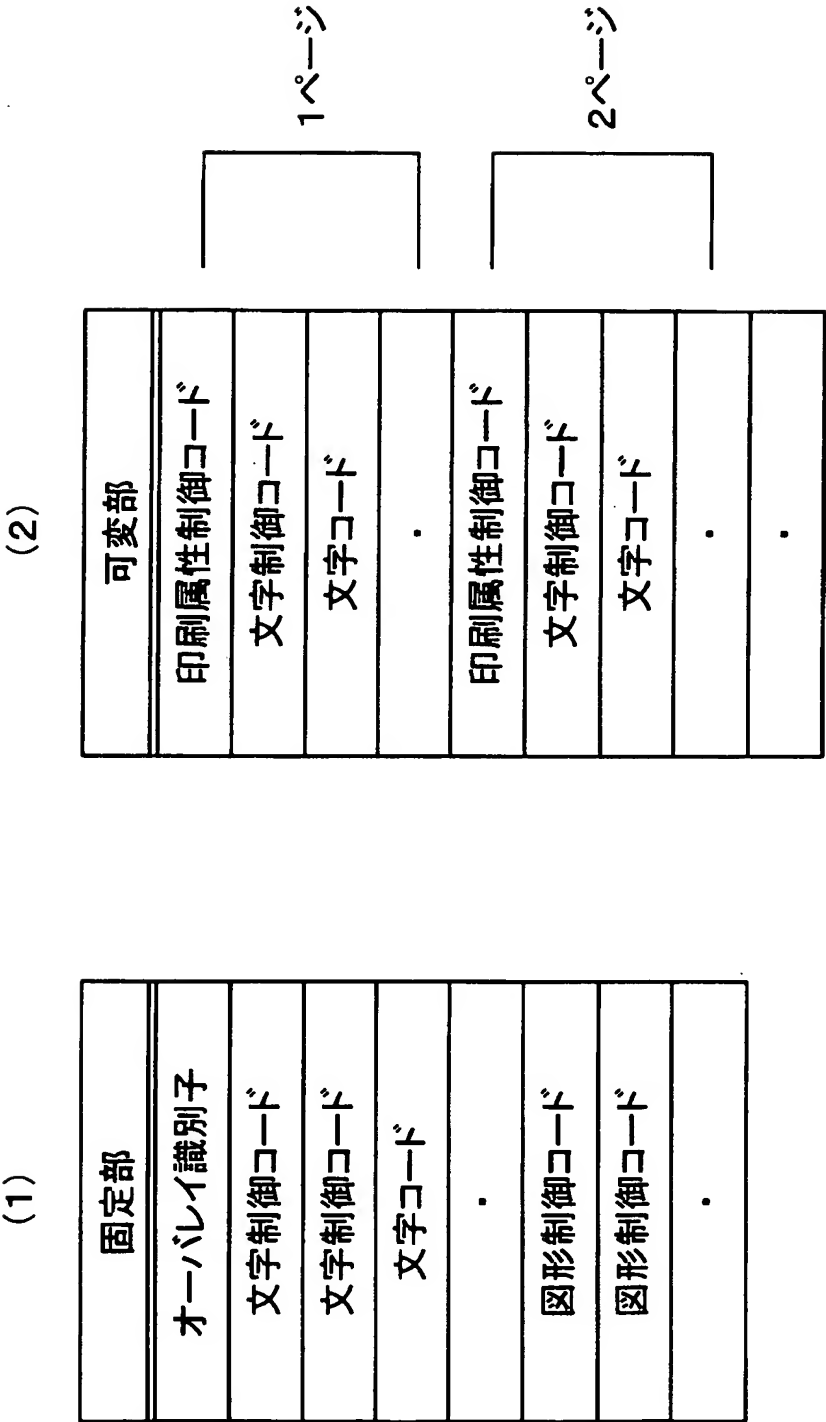 (1)
固定部
オーバレイ識別子
文字制御コード
文字制御コード
文字コード
・
図形制御コード
図形制御コード
・
(2)
可変部
印刷属性制御コード
文字制御コード
文字コード
・
印刷属性制御コード
文字制御コード
文字コード
・
・
1ページ
2ページ